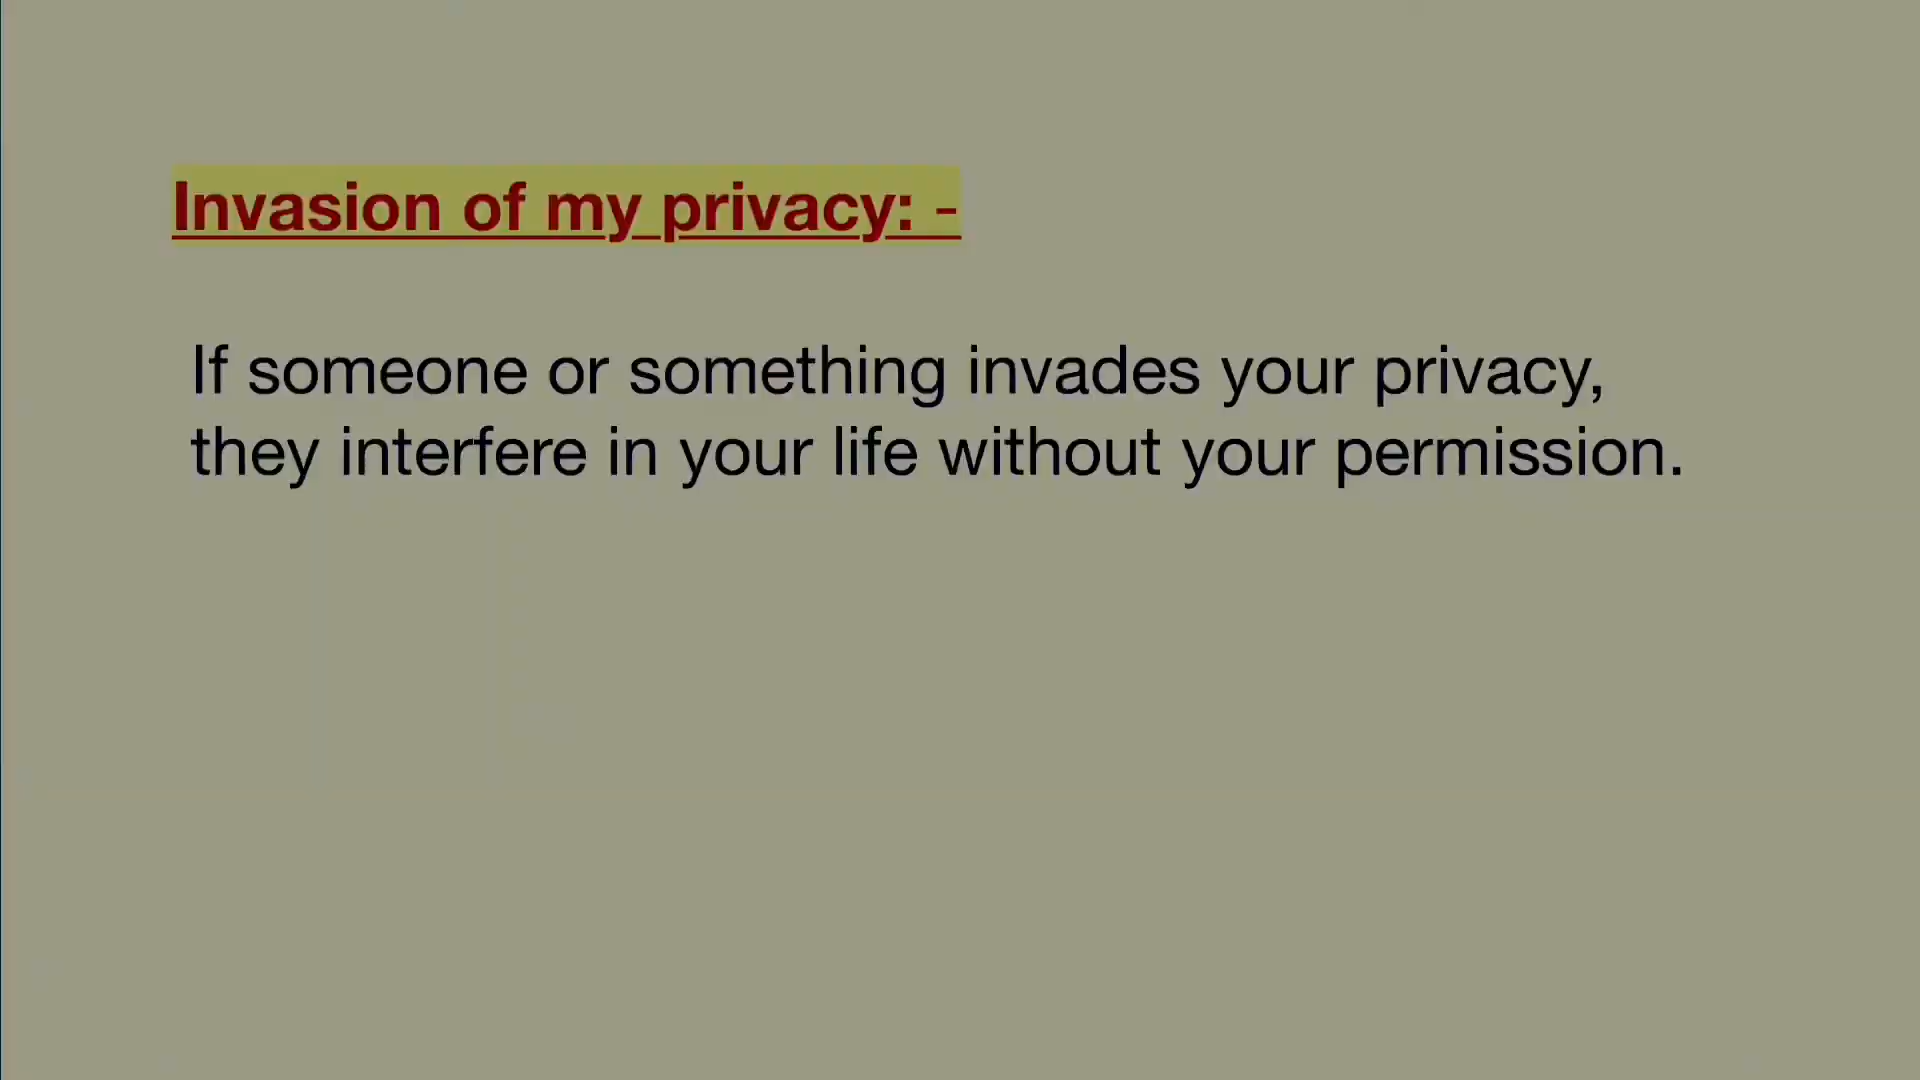 Invasion of my privacy: -
If someone or something invades your privacy,
they interfere in your life without your permission.